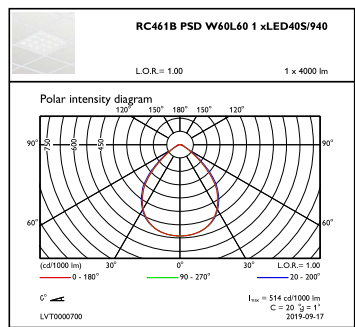 RC461B PSD W60L60 1 xLED40S/940
L.O.R.= 1.00 1 x 4000 lm
Polar intensity diagram
120° 150° 180° 150° 120°
90° 750 600 450 90°
60° 60°
(cd/1000 lm) 30° 0° 30° L.O.R.= 1.00
0 - 180° 90 - 270° 20 - 200°
Imax = 514 cd/1000 lm
C = 20 °g = 1°
LVT0000700 2019-09-17